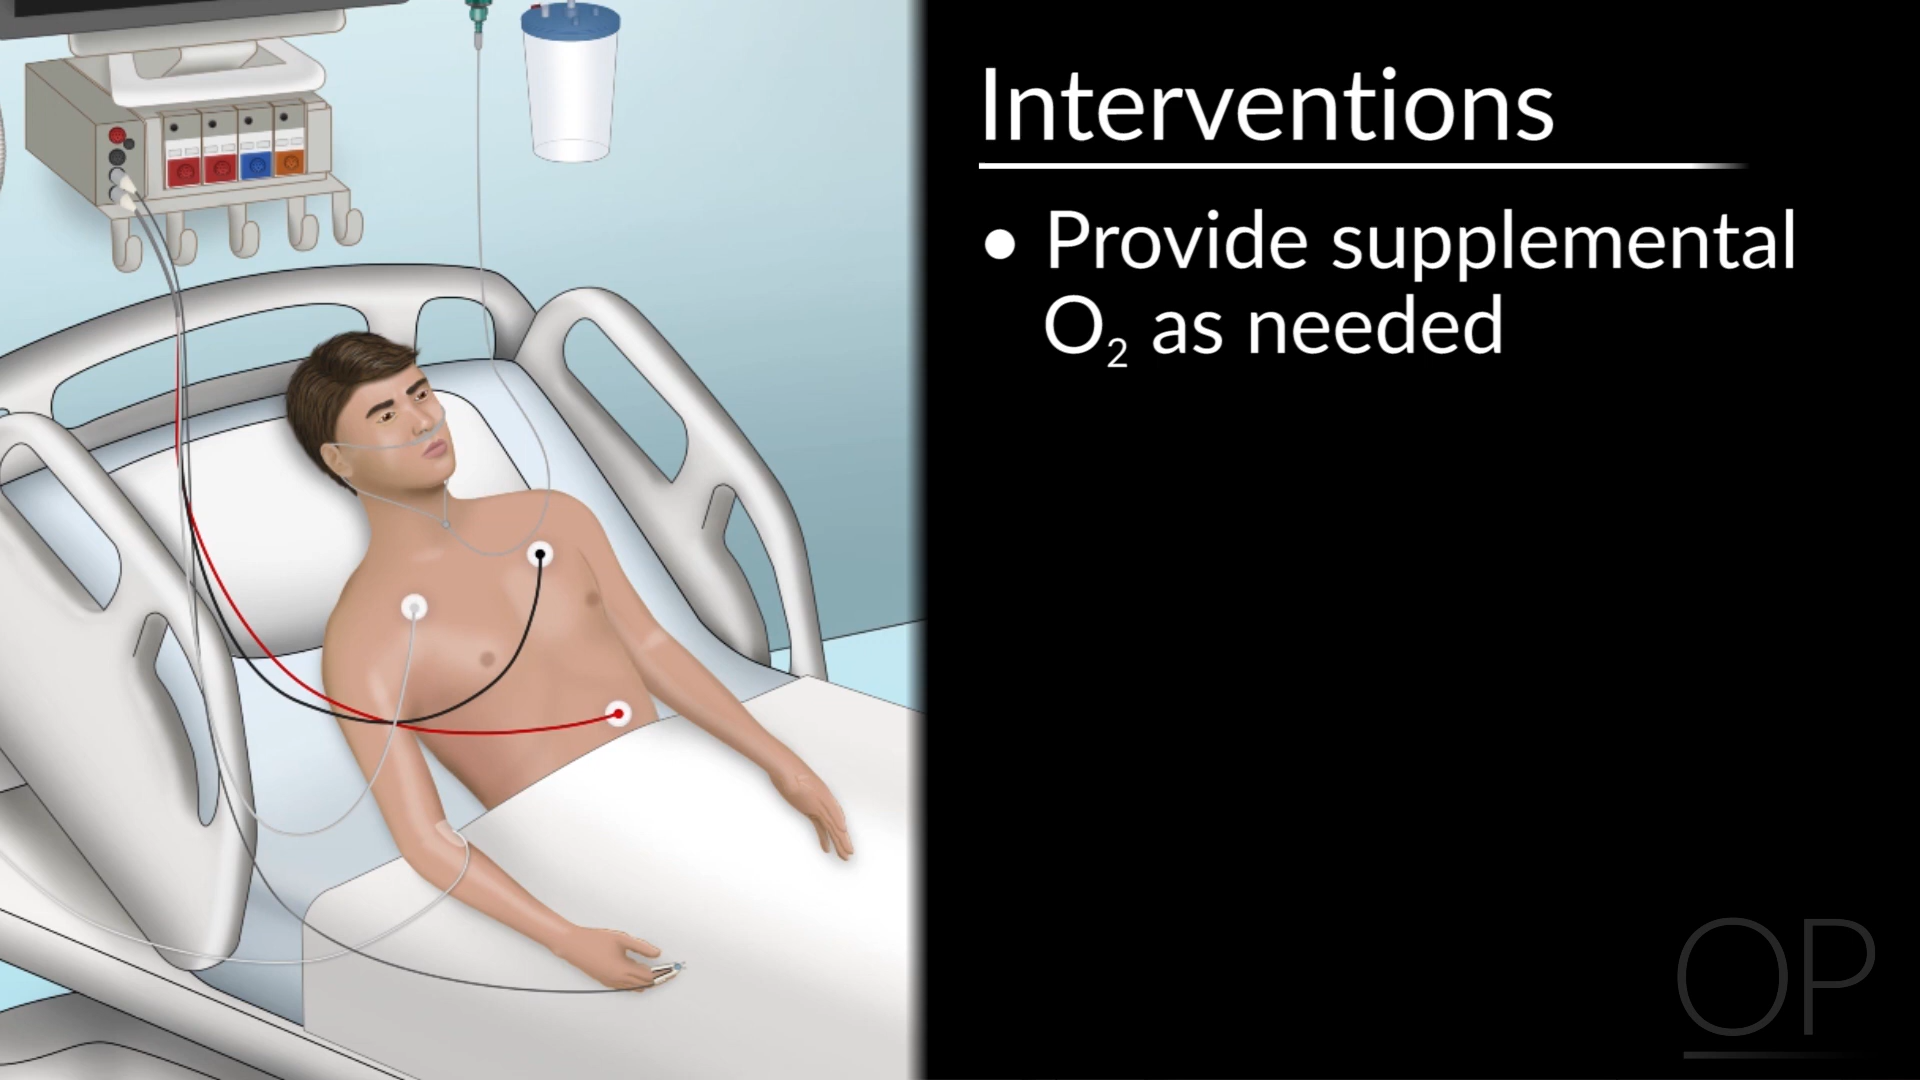 Interventions
• Provide supplemental
O₂ as needed
OP